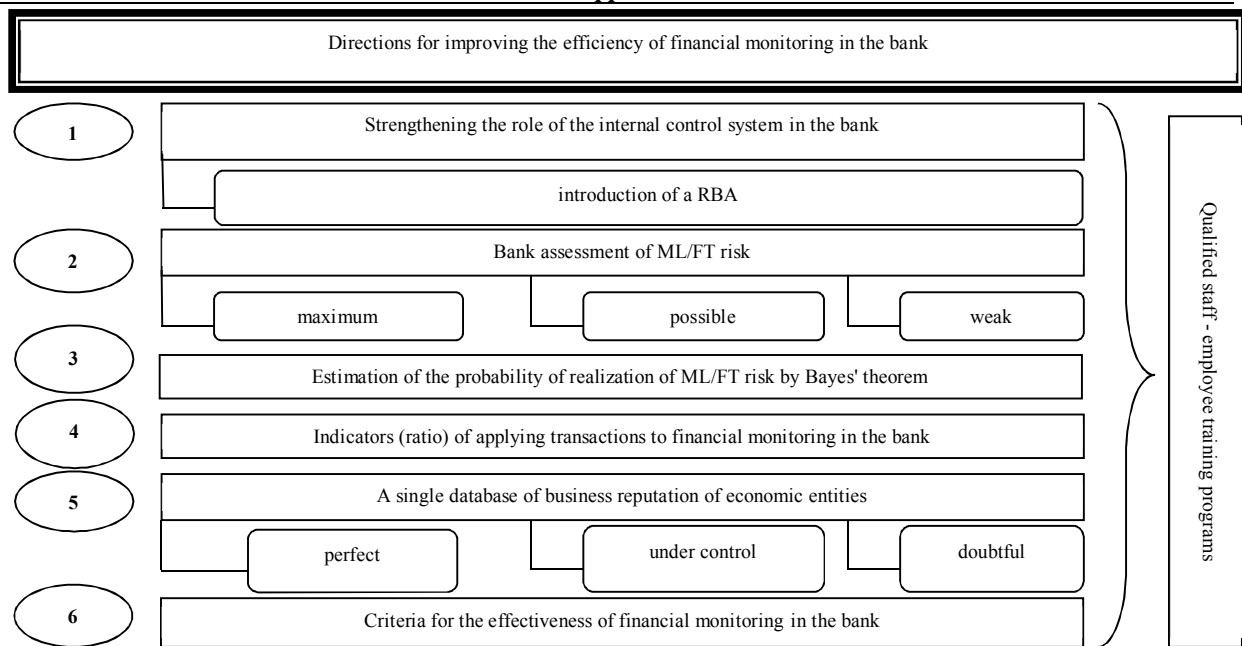 Directions for improving the efficiency of financial monitoring in the bank
1
Strengthening the role of the internal control system in the bank
introduction of a RBA
2
Bank assessment of ML/FT risk
maximum
possible
weak
3
Estimation of the probability of realization of ML/FT risk by Bayes' theorem
4
Indicators (ratio) of applying transactions to financial monitoring in the bank
5
A single database of business reputation of economic entities
perfect
under control
doubtful
6
Criteria for the effectiveness of financial monitoring in the bank
Qualified staff - employee training programs